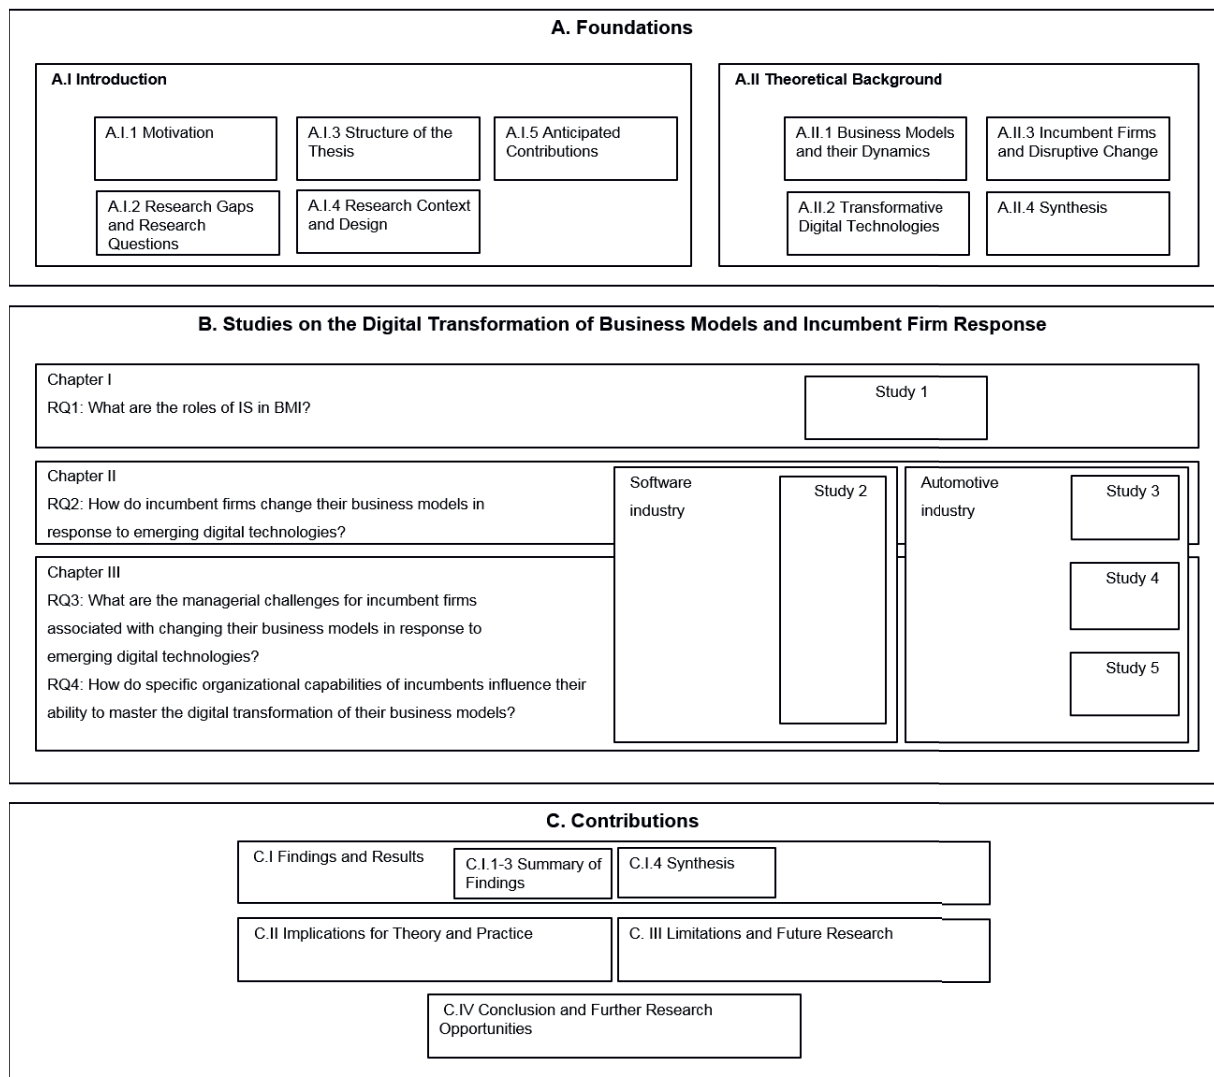 A. Foundations
A.I Introduction
A.I.1 Motivation
A.I.2 Research Gaps
and Research
Questions
A.I.3 Structure of the
Thesis
A.I.4 Research Context
and Design
A.I.5 Anticipated
Contributions
A.II Theoretical Background
A.II.1 Business Models
and their Dynamics
A.II.2 Transformative
Digital Technologies
A.II.3 Incumbent Firms
and Disruptive Change
A.II.4 Synthesis
B. Studies on the Digital Transformation of Business Models and Incumbent Firm Response
Chapter I
RQ1: What are the roles of IS in BMI?
Study 1
Chapter II
RQ2: How do incumbent firms change their business models in
response to emerging digital technologies?
Chapter III
RQ3: What are the managerial challenges for incumbent firms
associated with changing their business models in response to
emerging digital technologies?
RQ4: How do specific organizational capabilities of incumbents influence their
ability to master the digital transformation of their business models?
Software
industry
Study 2
Automotive
industry
Study 3
Study 4
Study 5
C. Contributions
C.I Findings and Results
C.I.1-3 Summary of
Findings
C.I.4 Synthesis
C.II Implications for Theory and Practice
C. III Limitations and Future Research
C.IV Conclusion and Further Research
Opportunities